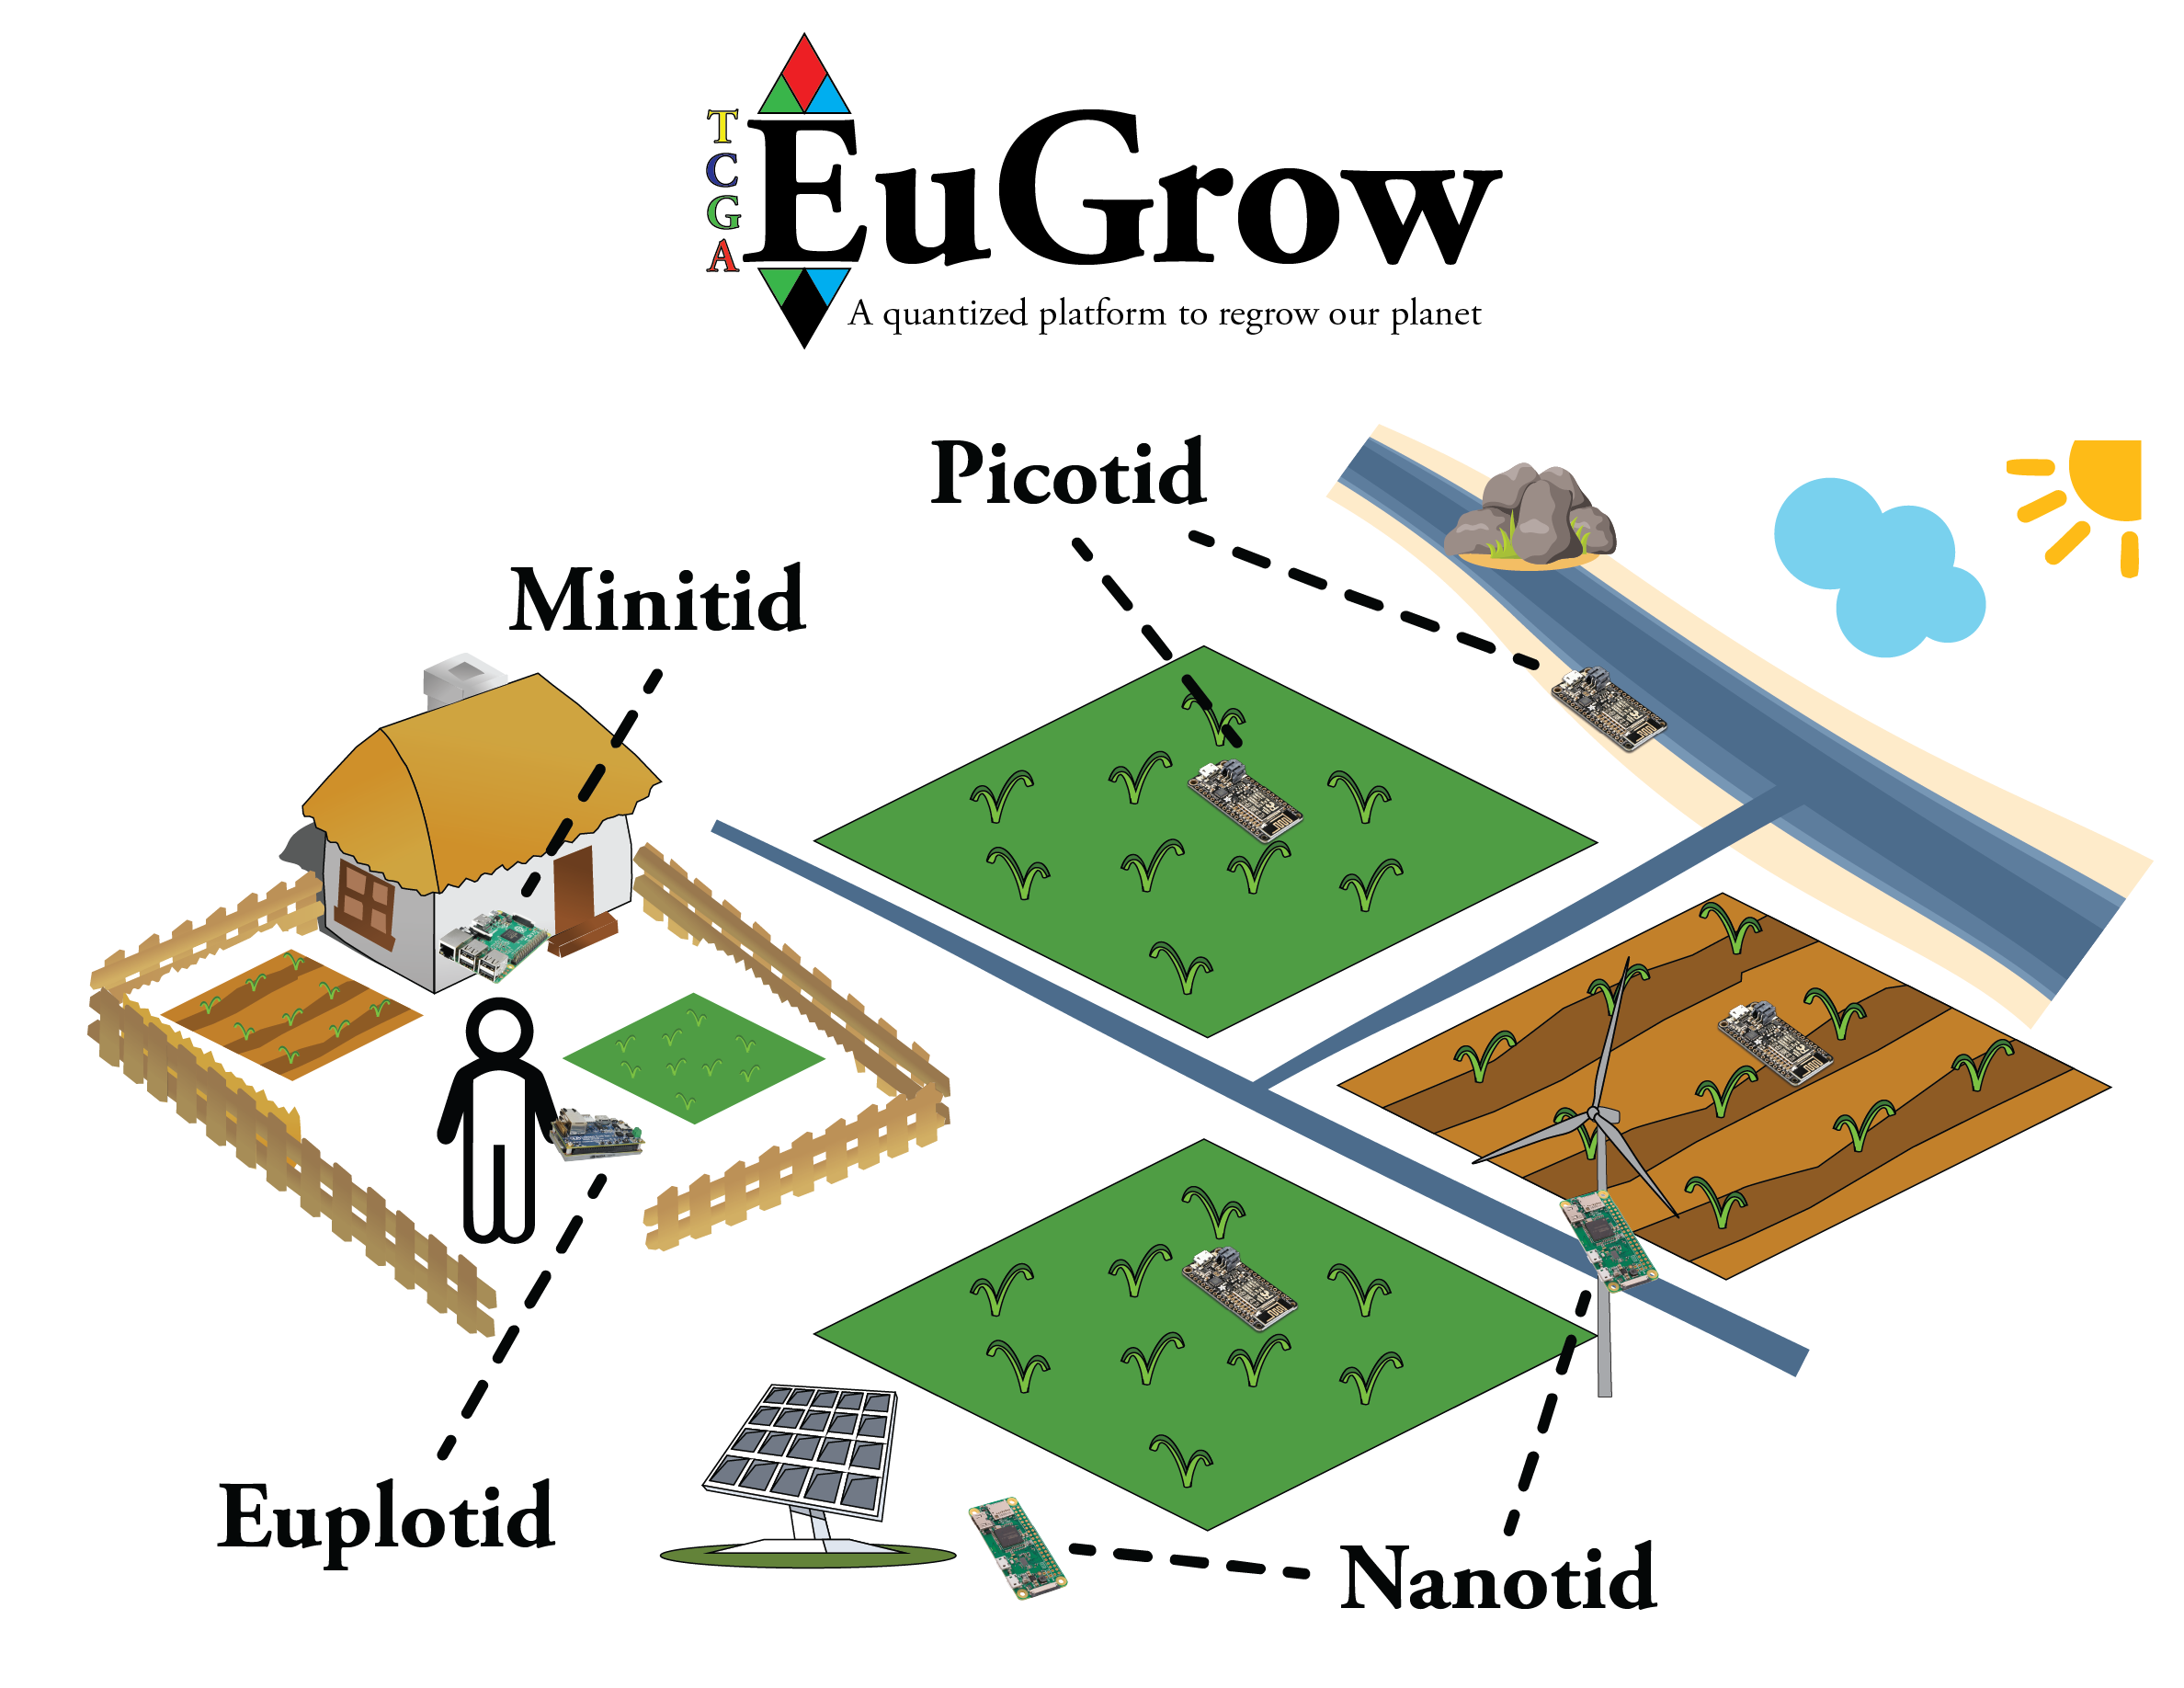 T
C
G
A
EuGrow
A quantized platform to regrow our planet
Picotid
Minitid
Euplotid
Nanotid